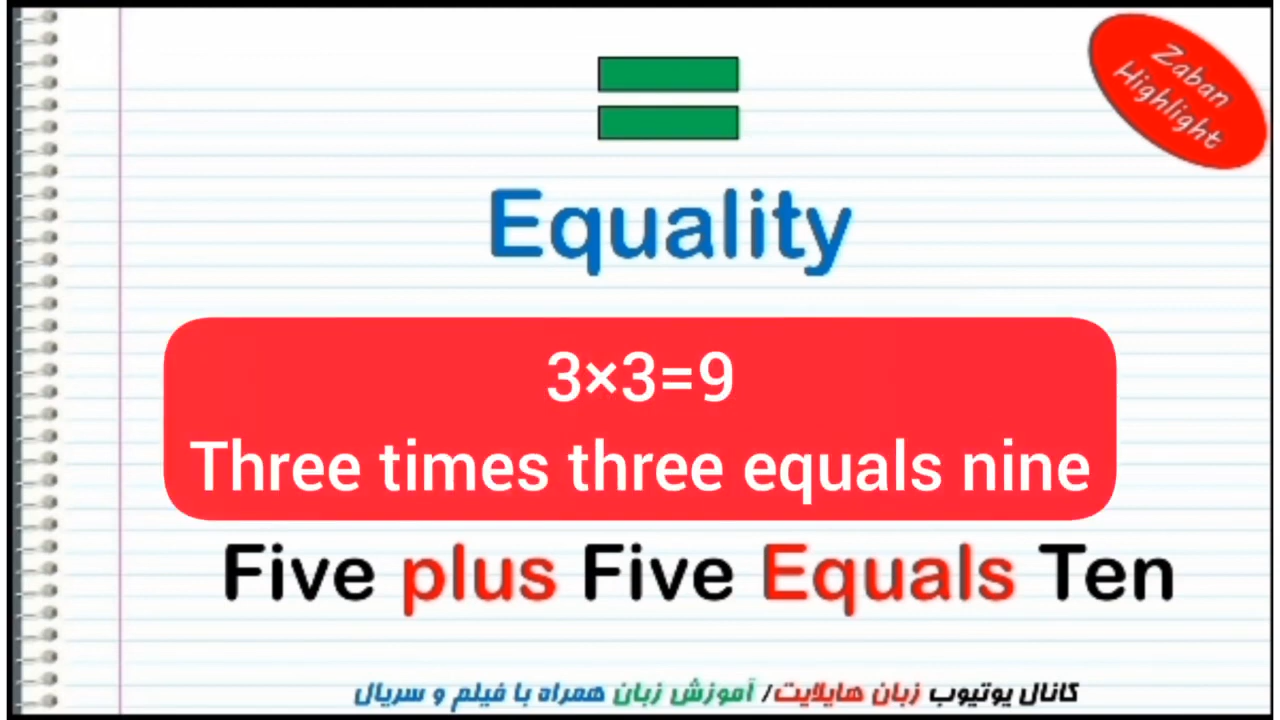 Zaban
Highlight
=
Equality
3×3=9
Three times three equals nine
Five plus Five Equals Ten
کانال یوتیوب زبان هایلایت/ آموزش زبان همراه با فیلم و سریال